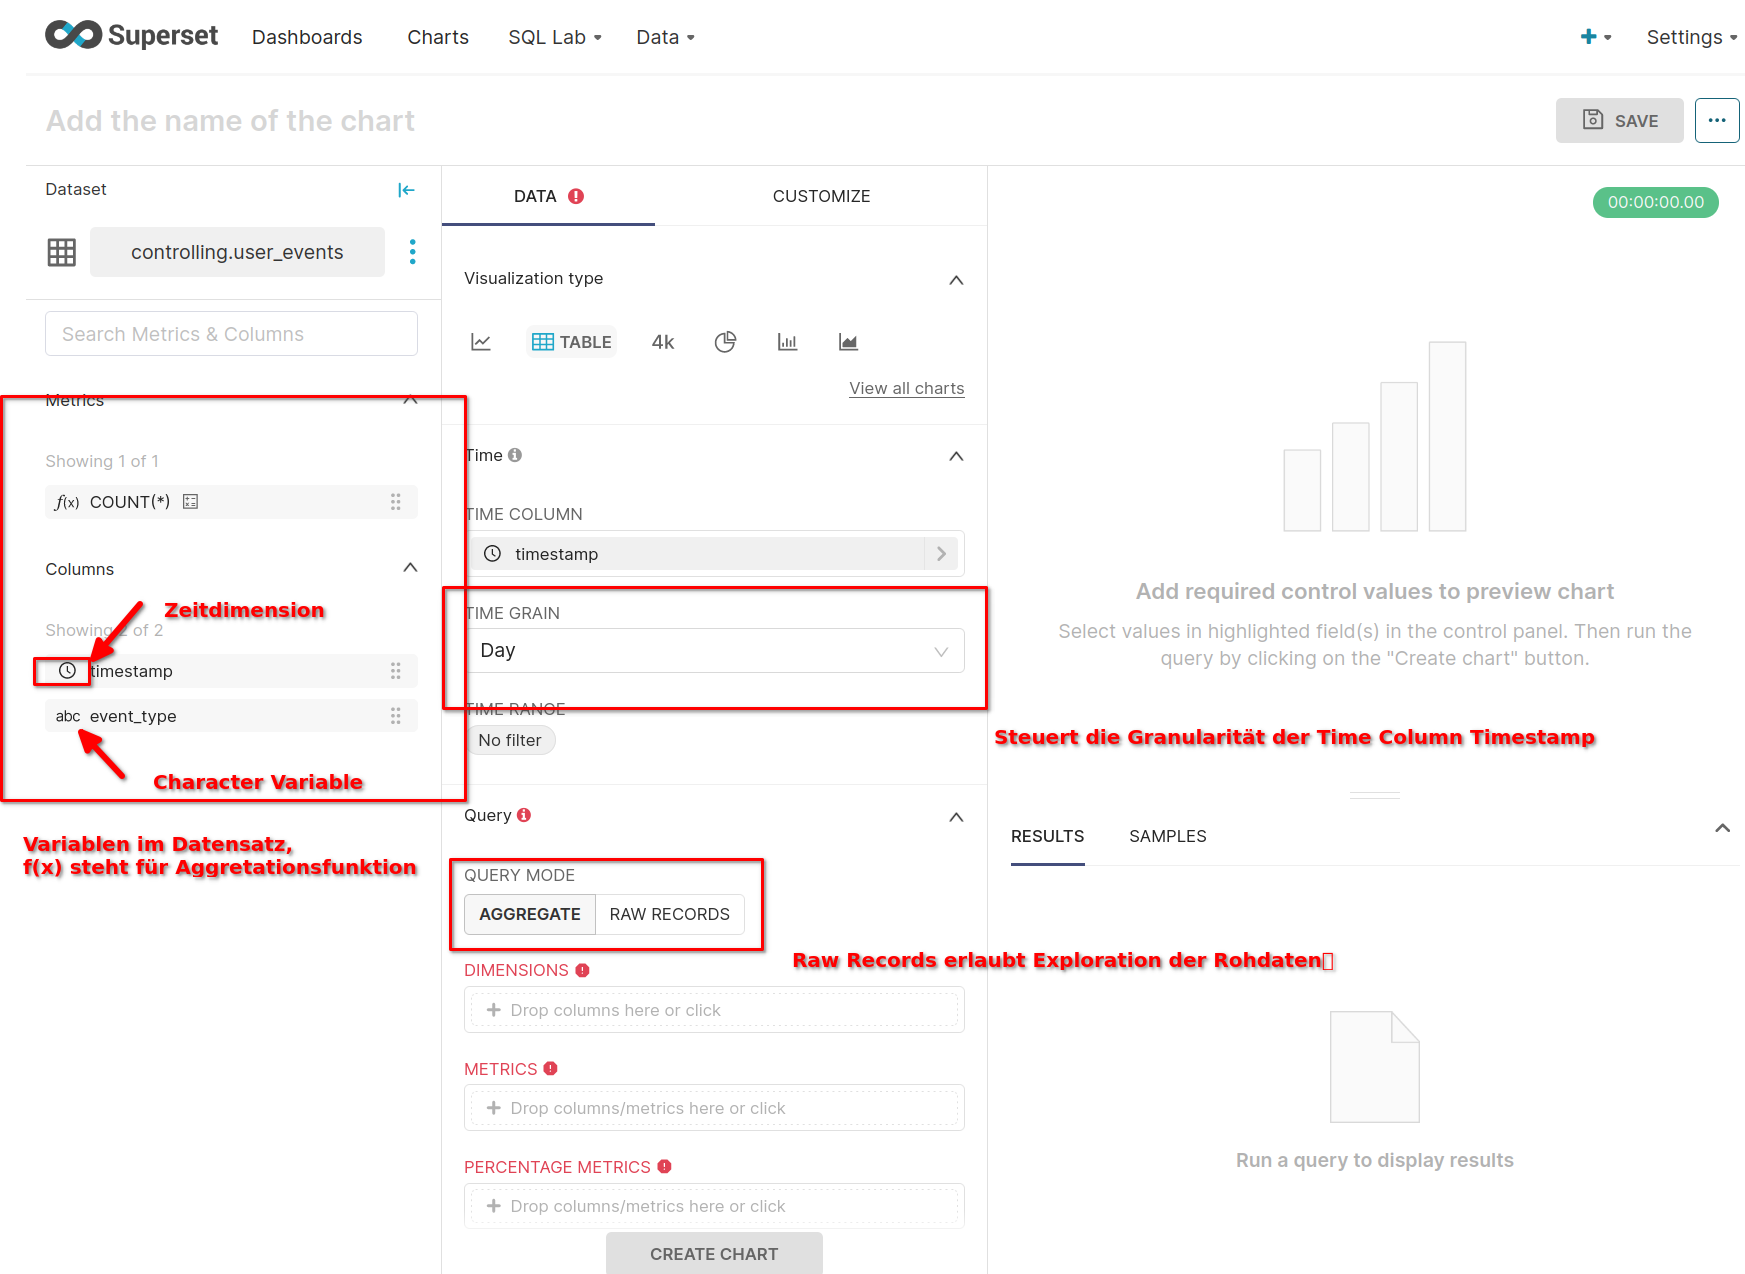 Superset
Dashboards
Charts
SQL Lab
Data
Settings
Add the name of the chart
SAVE
Dataset
controlling.user_events
Search Metrics & Columns
Metrics
Showing 1 of 1
f(x) COUNT(*)
Columns
Zeitdimension
Showing 2 of 2
timestamp
abc event_type
Character Variable
Variablen im Datensatz,
f(x) steht für Aggretationsfunktion
DATA
CUSTOMIZE
Visualization type
TABLE
4k
View all charts
Time
TIME COLUMN
timestamp
TIME GRAIN
Day
TIME RANGE
No filter
Query
QUERY MODE
AGGREGATE
RAW RECORDS
DIMENSIONS
Drop columns here or click
METRICS
Drop columns/metrics here or click
PERCENTAGE METRICS
Drop columns/metrics here or click
CREATE CHART
00:00:00.00
Add required control values to preview chart
Select values in highlighted field(s) in the control panel. Then run the
query by clicking on the "Create chart" button.
Steuert die Granularität der Time Column Timestamp
RESULTS
SAMPLES
Raw Records erlaubt Exploration der Rohdaten
Run a query to display results